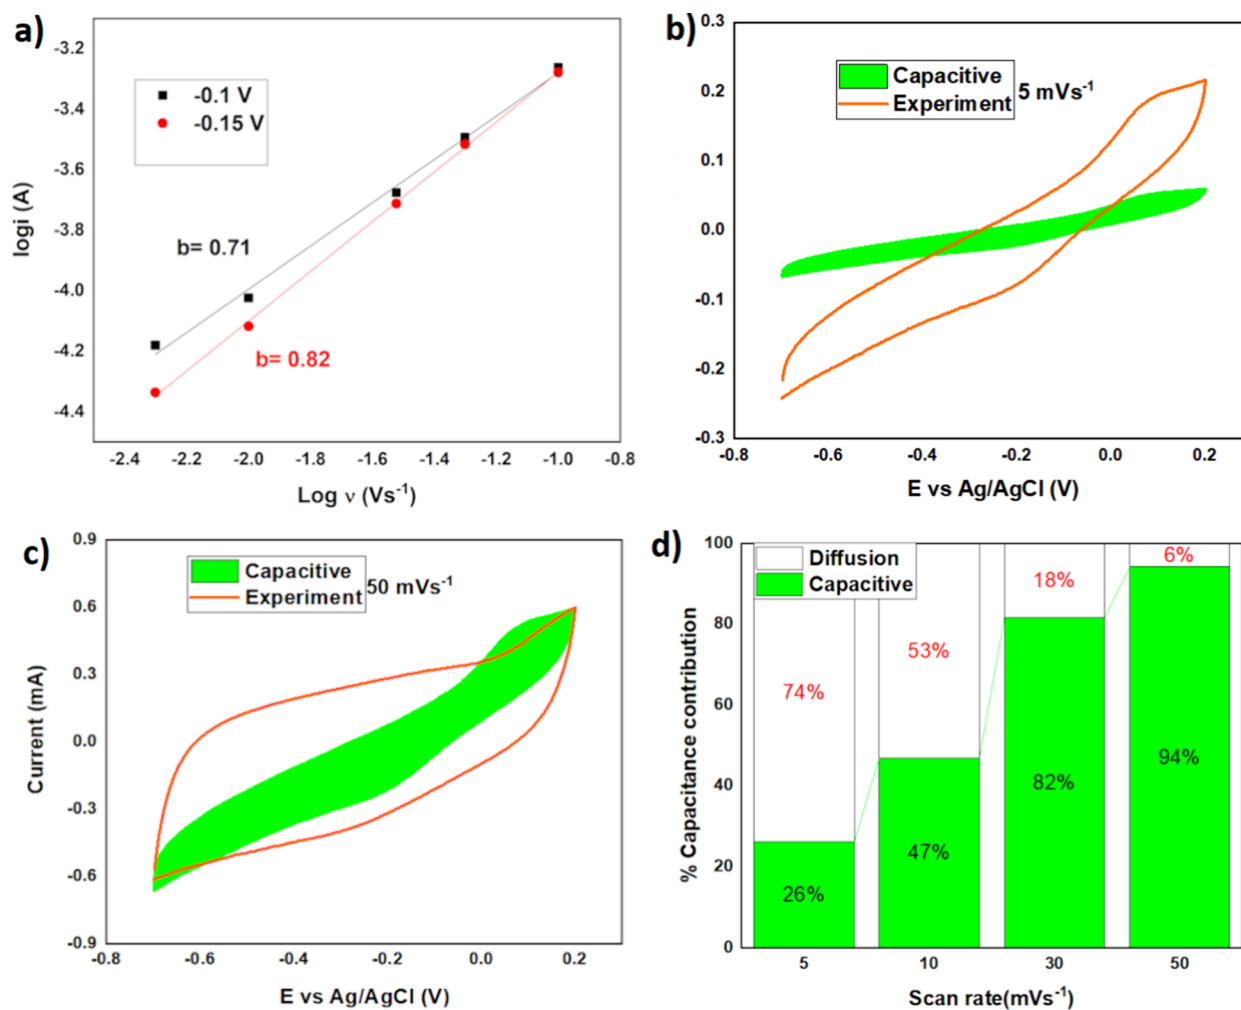 a)
-3.2
-3.4
-3.6
-3.8
-4.0
-4.2
-4.4
logi (A)
-0.1 V
-0.15 V
b= 0.71
b= 0.82
-2.4 -2.2 -2.0 -1.8 -1.6 -1.4 -1.2 -1.0 -0.8
Log ν (Vs⁻¹)
b)
0.3
0.2
0.1
0.0
-0.1
-0.2
-0.3
Capacitive
Experiment
5 mVs⁻¹
-0.8 -0.6 -0.4 -0.2 0.0 0.2
E vs Ag/AgCl (V)
c)
0.9
0.6
0.3
0.0
-0.3
-0.6
-0.9
Current (mA)
Capacitive
Experiment
50 mVs⁻¹
-0.8 -0.6 -0.4 -0.2 0.0 0.2
E vs Ag/AgCl (V)
d)
100
80
60
40
20
0
% Capacitance contribution
Diffusion
Capacitive
74%
53%
18%
6%
26%
47%
82%
94%
5 10 30 50
Scan rate(mVs⁻¹)